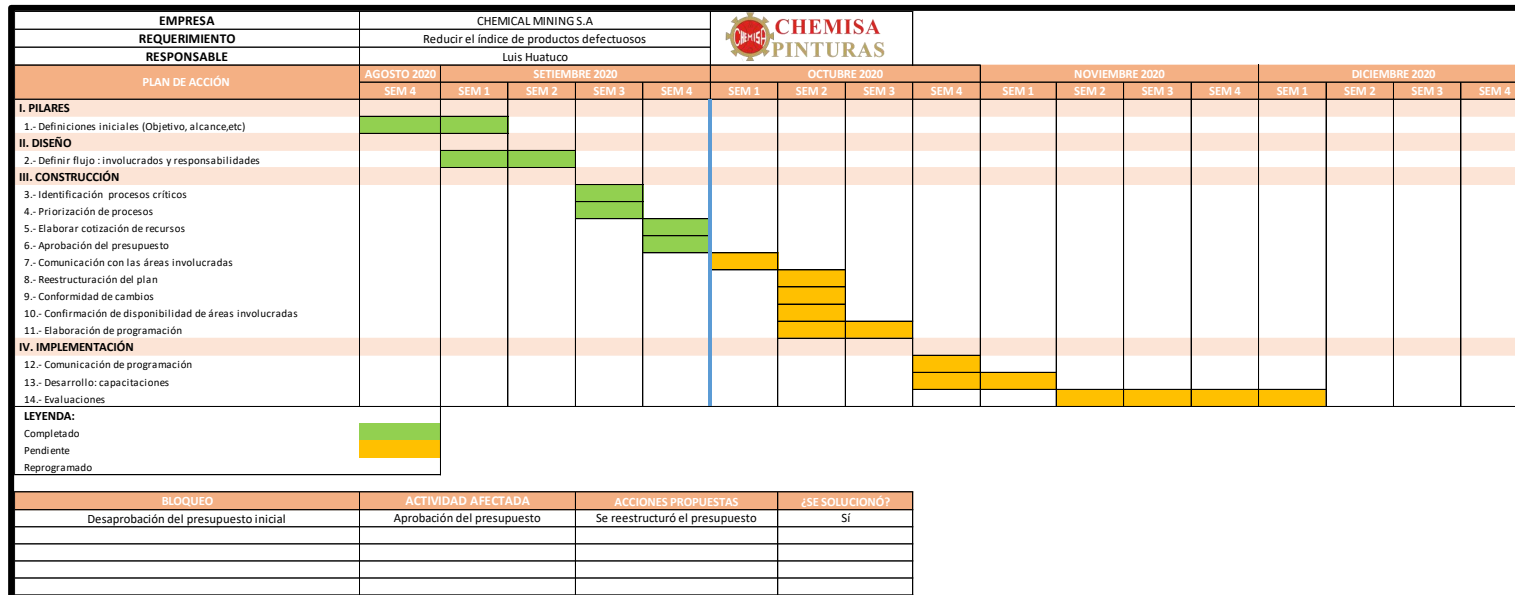 EMPRESA CHEMICAL MINING S.A
REQUERIMIENTO Reducir el índice de productos defectuosos
RESPONSABLE Luis Huatuco
CHEMISA
CHEMISA
PINTURAS
PLAN DE ACCIÓN AGOSTO 2020 SETIEMBRE 2020 OCTUBRE 2020 NOVIEMBRE 2020 DICIEMBRE 2020
SEM 4 SEM 1 SEM 2 SEM 3 SEM 4 SEM 1 SEM 2 SEM 3 SEM 4 SEM 1 SEM 2 SEM 3 SEM 4 SEM 1 SEM 2 SEM 3 SEM 4
I. PILARES
1.- Definiciones iniciales (Objetivo, alcance,etc)
II. DISEÑO
2.- Definir flujo : involucrados y responsabilidades
III. CONSTRUCCIÓN
3.- Identificación procesos críticos
4.- Priorización de procesos
5.- Elaborar cotización de recursos
6.- Aprobación del presupuesto
7.- Comunicación con las áreas involucradas
8.- Reestructuración del plan
9.- Conformidad de cambios
10.- Confirmación de disponibilidad de áreas involucradas
11.- Elaboración de programación
IV. IMPLEMENTACIÓN
12.- Comunicación de programación
13.- Desarrollo: capacitaciones
14.- Evaluaciones
LEYENDA:
Completado
Pendiente
Reprogramado
BLOQUEO ACTIVIDAD AFECTADA ACCIONES PROPUESTAS ¿SE SOLUCIONÓ?
Desaprobación del presupuesto inicial Aprobación del presupuesto Se reestructuró el presupuesto Sí